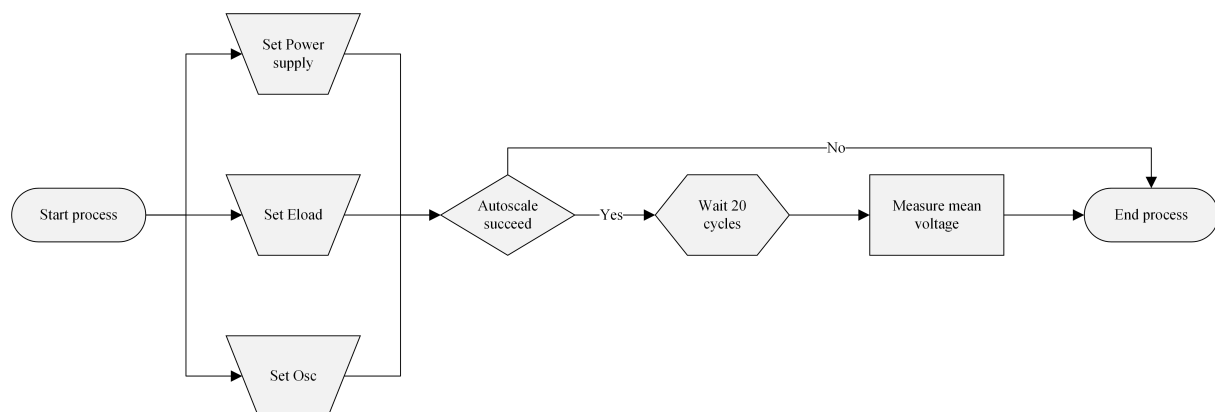 Set Power
supply
No
Start process
Set Eload
Autoscale
succeed
Yes
Wait 20
cycles
Measure mean
voltage
End process
Set Osc